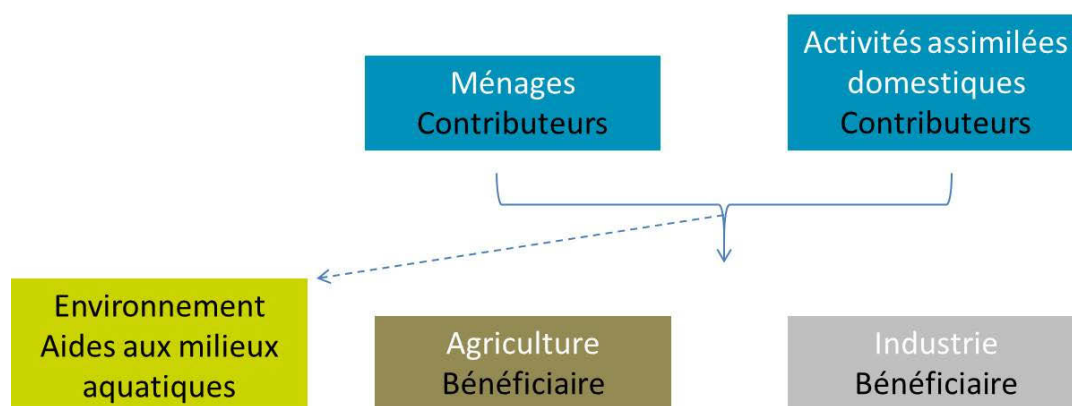 Ménages
Contributeurs
Activités assimilées
domestiques
Contributeurs
Environnement
Aides aux milieux
aquatiques
Agriculture
Bénéficiaire
Industrie
Bénéficiaire